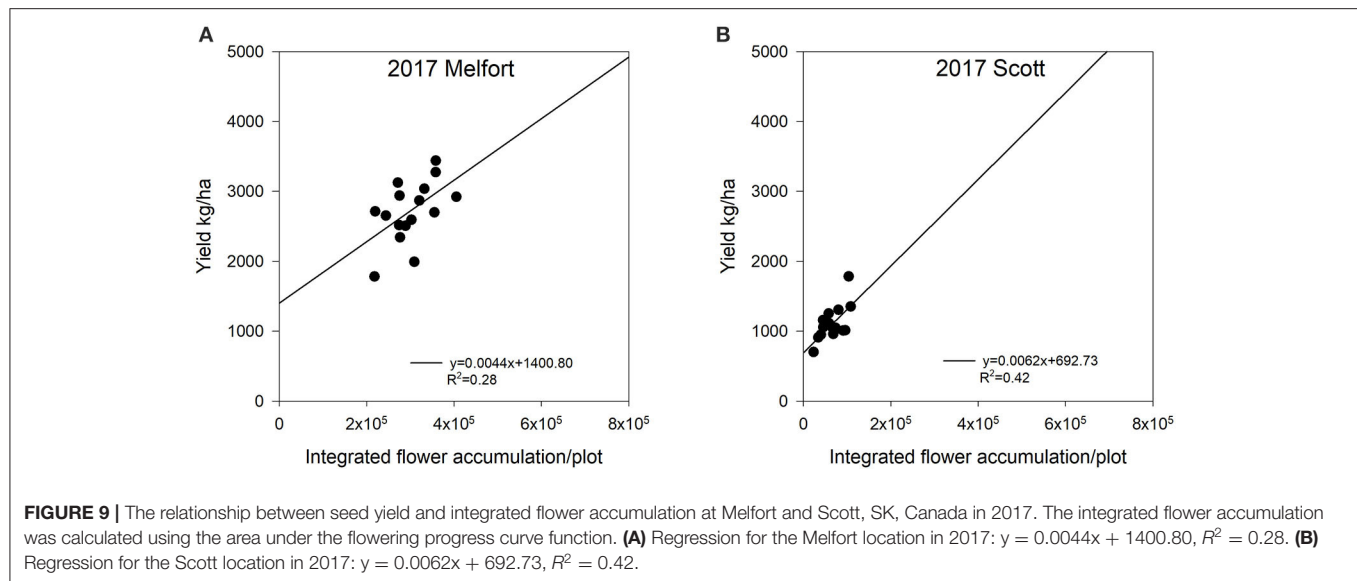 A
2017 Melfort
5000
4000
3000
2000
1000
0
Yield kg/ha
y=0.0044x+1400.80
R²=0.28
0 2x10⁵ 4x10⁵ 6x10⁵ 8x10⁵
Integrated flower accumulation/plot
B
2017 Scott
5000
4000
3000
2000
1000
0
Yield kg/ha
y=0.0062x+692.73
R²=0.42
0 2x10⁵ 4x10⁵ 6x10⁵ 8x10⁵
Integrated flower accumulation/plot
FIGURE 9 | The relationship between seed yield and integrated flower accumulation at Melfort and Scott, SK, Canada in 2017. The integrated flower accumulation
was calculated using the area under the flowering progress curve function. (A) Regression for the Melfort location in 2017: y = 0.0044x + 1400.80, R² = 0.28. (B)
Regression for the Scott location in 2017: y = 0.0062x + 692.73, R² = 0.42.